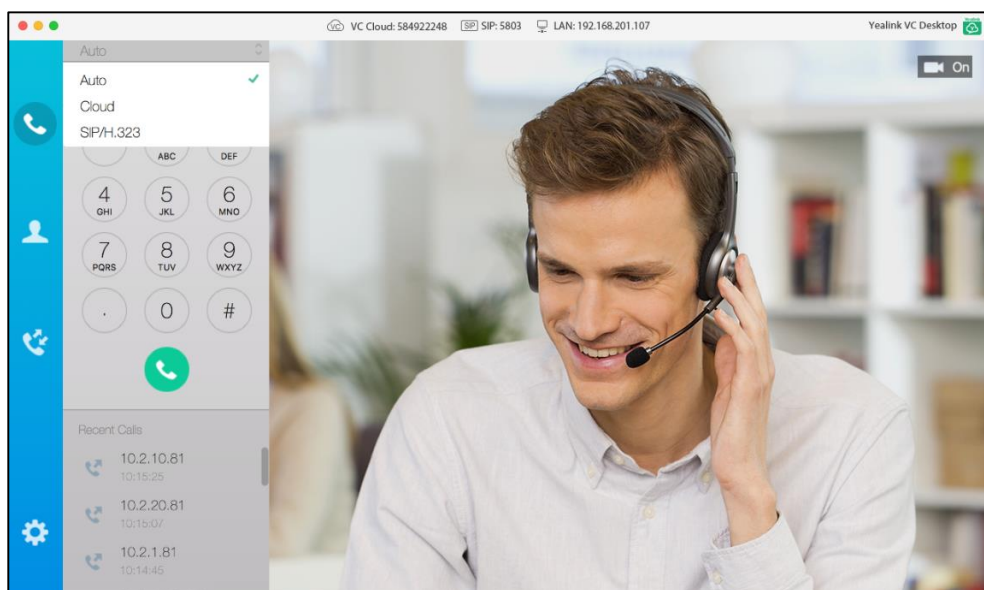 VC VC Cloud: 584922248 SIP SIP: 5803 LAN: 192.168.201.107 Yealink VC Desktop Yealink
Auto
On
Auto
Cloud
SIP/H.323
ABC DEF
4 5 6
GHI JKL MNO
7 8 9
PQRS TUV WXYZ
. 0 #
Recent Calls
10.2.10.81
10:15:25
10.2.20.81
10:15:07
10.2.1.81
10:14:45